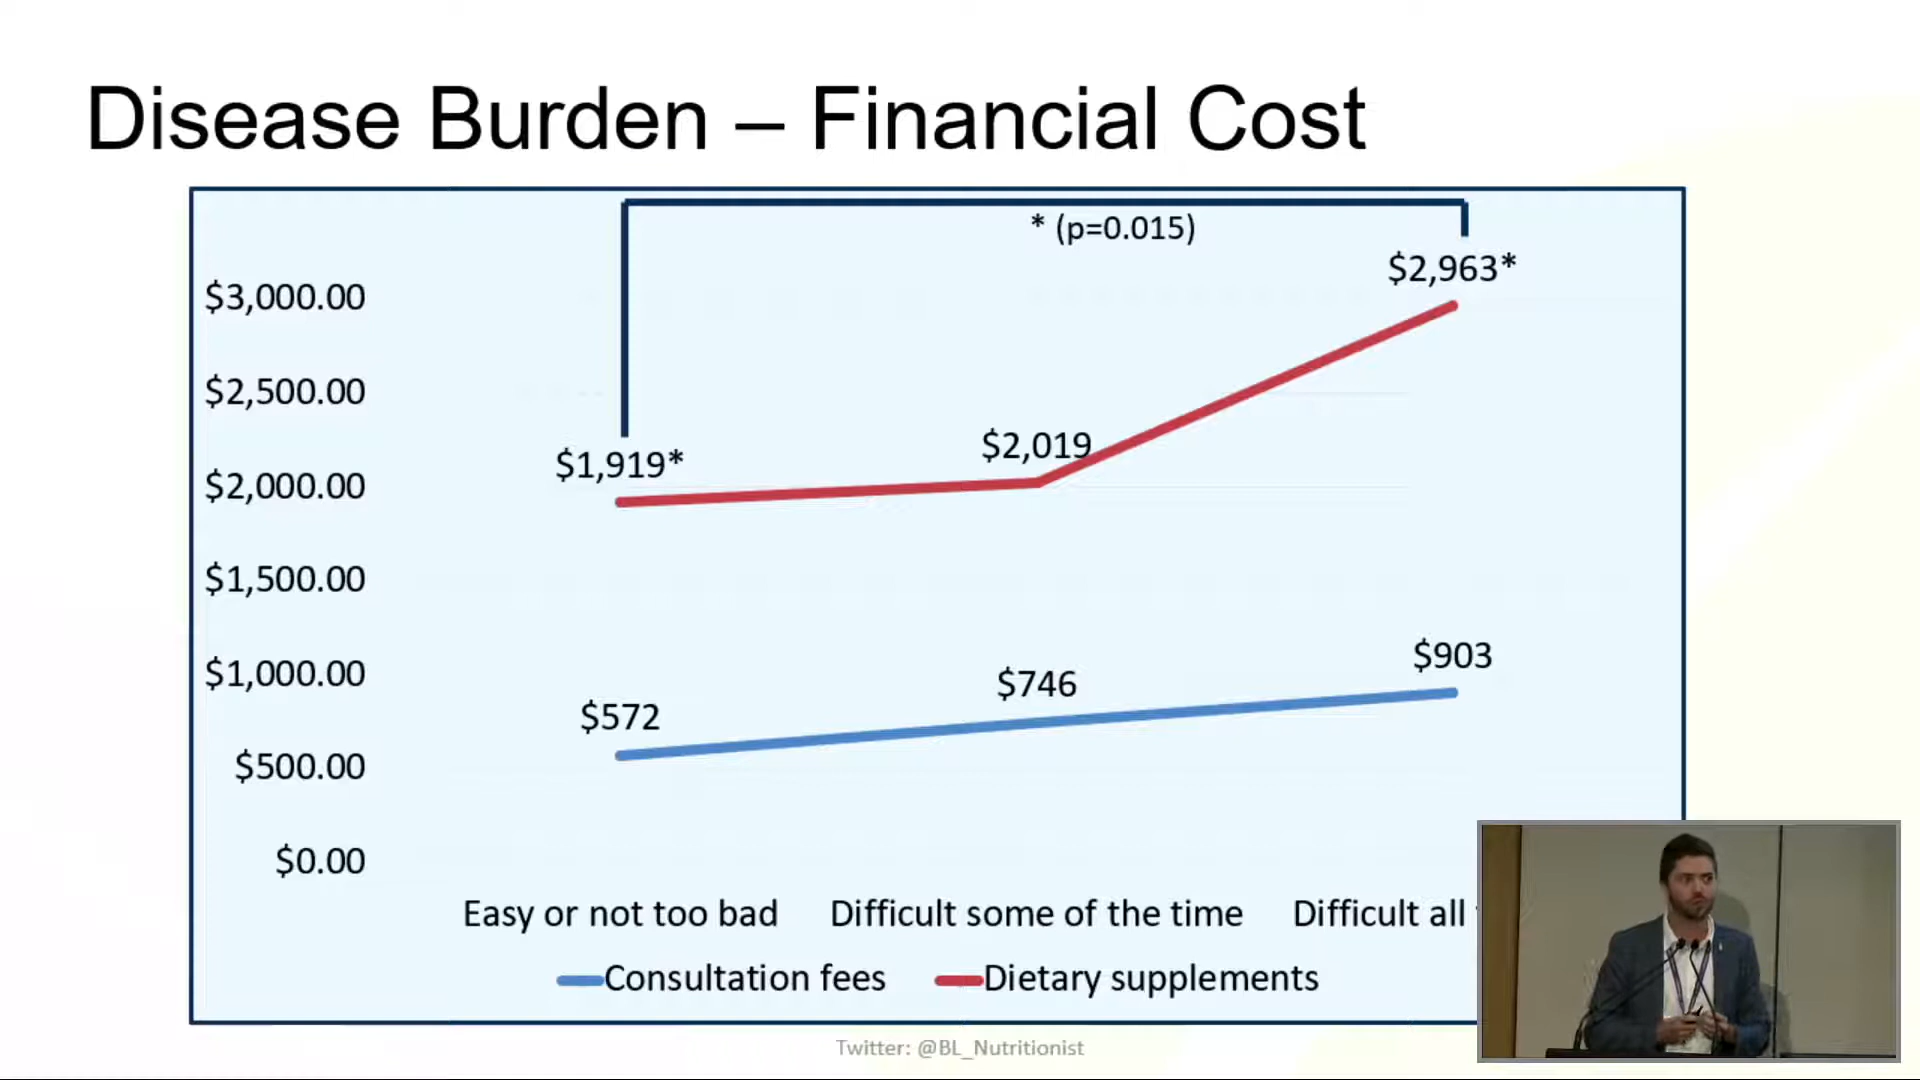 Disease Burden – Financial Cost
* (p=0.015)
$2,963*
$3,000.00
$2,500.00
$2,019
$1,919*
$2,000.00
$1,500.00
$903
$1,000.00
$746
$572
$500.00
$0.00
Easy or not too bad Difficult some of the time Difficult all
Consultation fees Dietary supplements
Twitter: @BL_Nutritionist